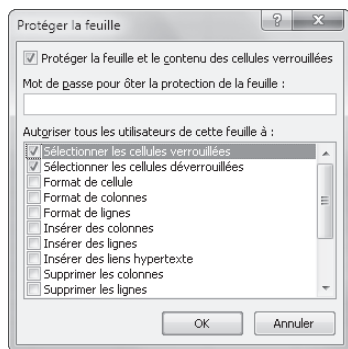 Protéger la feuille
Protéger la feuille et le contenu des cellules verrouillées
Mot de passe pour ôter la protection de la feuille :
Autoriser tous les utilisateurs de cette feuille à :
Sélectionner les cellules verrouillées
Sélectionner les cellules déverrouillées
Format de cellule
Format de colonnes
Format de lignes
Insérer des colonnes
Insérer des lignes
Insérer des liens hypertexte
Supprimer les colonnes
Supprimer les lignes
OK Annuler